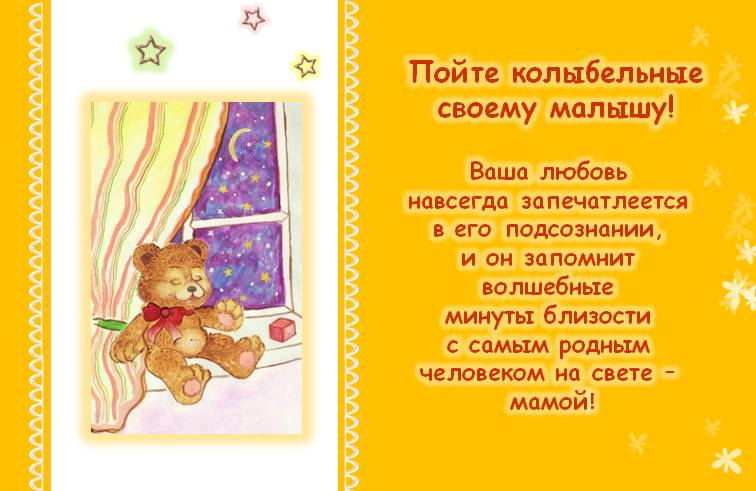 Пойте колыбельные
своему малышу!
Ваша любовь
навсегда запечатлеется
в его подсознании,
и он запомнит
волшебные
минуты близости
с самым родным
человеком на свете –
мамой!